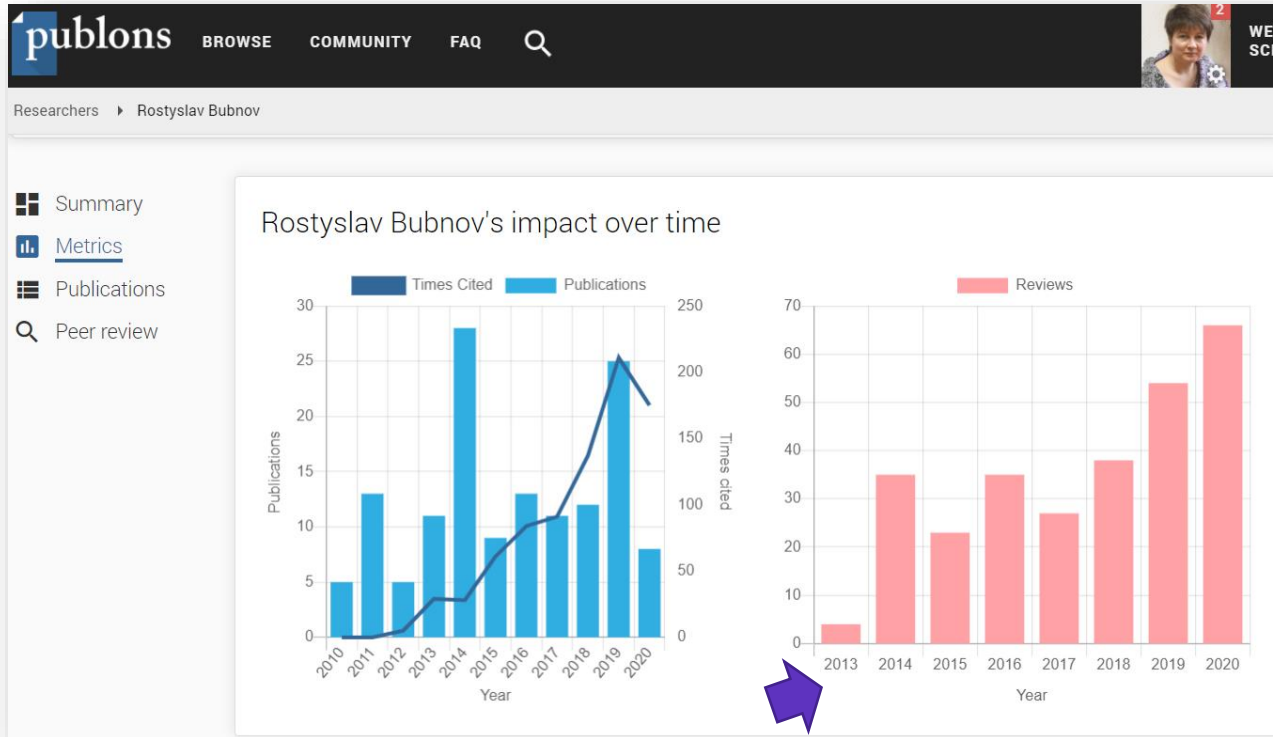 publons BROWSE COMMUNITY FAQ
2
WE
SCI
Researchers Rostyslav Bubnov
Summary
Metrics
Publications
Peer review
Rostyslav Bubnov's impact over time
Times Cited Publications
30
25
20
15
10
5
0
Publications
250
200
150
100
50
0
Times cited
2010 2011 2012 2013 2014 2015 2016 2017 2018 2019 2020
Year
Reviews
70
60
50
40
30
20
10
0
2013 2014 2015 2016 2017 2018 2019 2020
Year